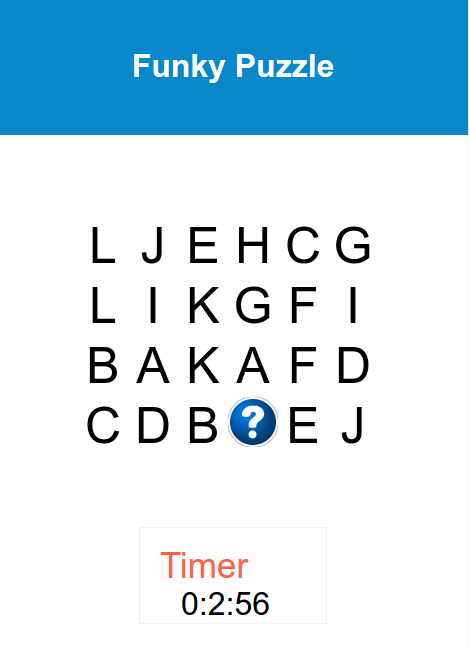 Funky Puzzle
L J E H C G
L I K G F I
B A K A F D
C D B ? E J
Timer
0:2:56